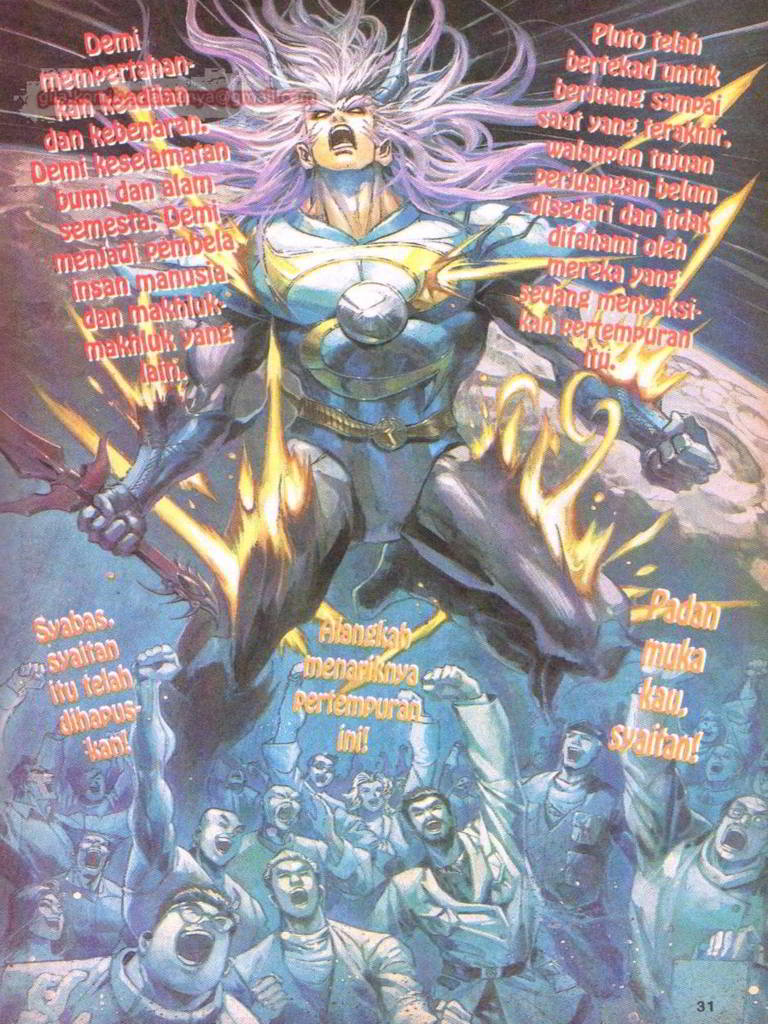 Demi
mempertahan-
kan keadilan
dan kebenaran.
Demi keselamatan
bumi dan alam
semesta. Demi
menjadi pembela
insan manusia
dan makhluk-
makhluk yang
lain.
Pluto telah
bertekad untuk
berjuang sampai
saat yang terakhir,
walaupun tujuan
perjuangan belum
disedari dan tidak
difahami oleh
mereka yang
sedang menyaksi-
kan pertempuran
itu.
Syabas,
syaitan
itu telah
dihapus-
kan!
Alangkah
menariknya
pertempuran
ini!
Padan
muka
kau,
syaitan!
31